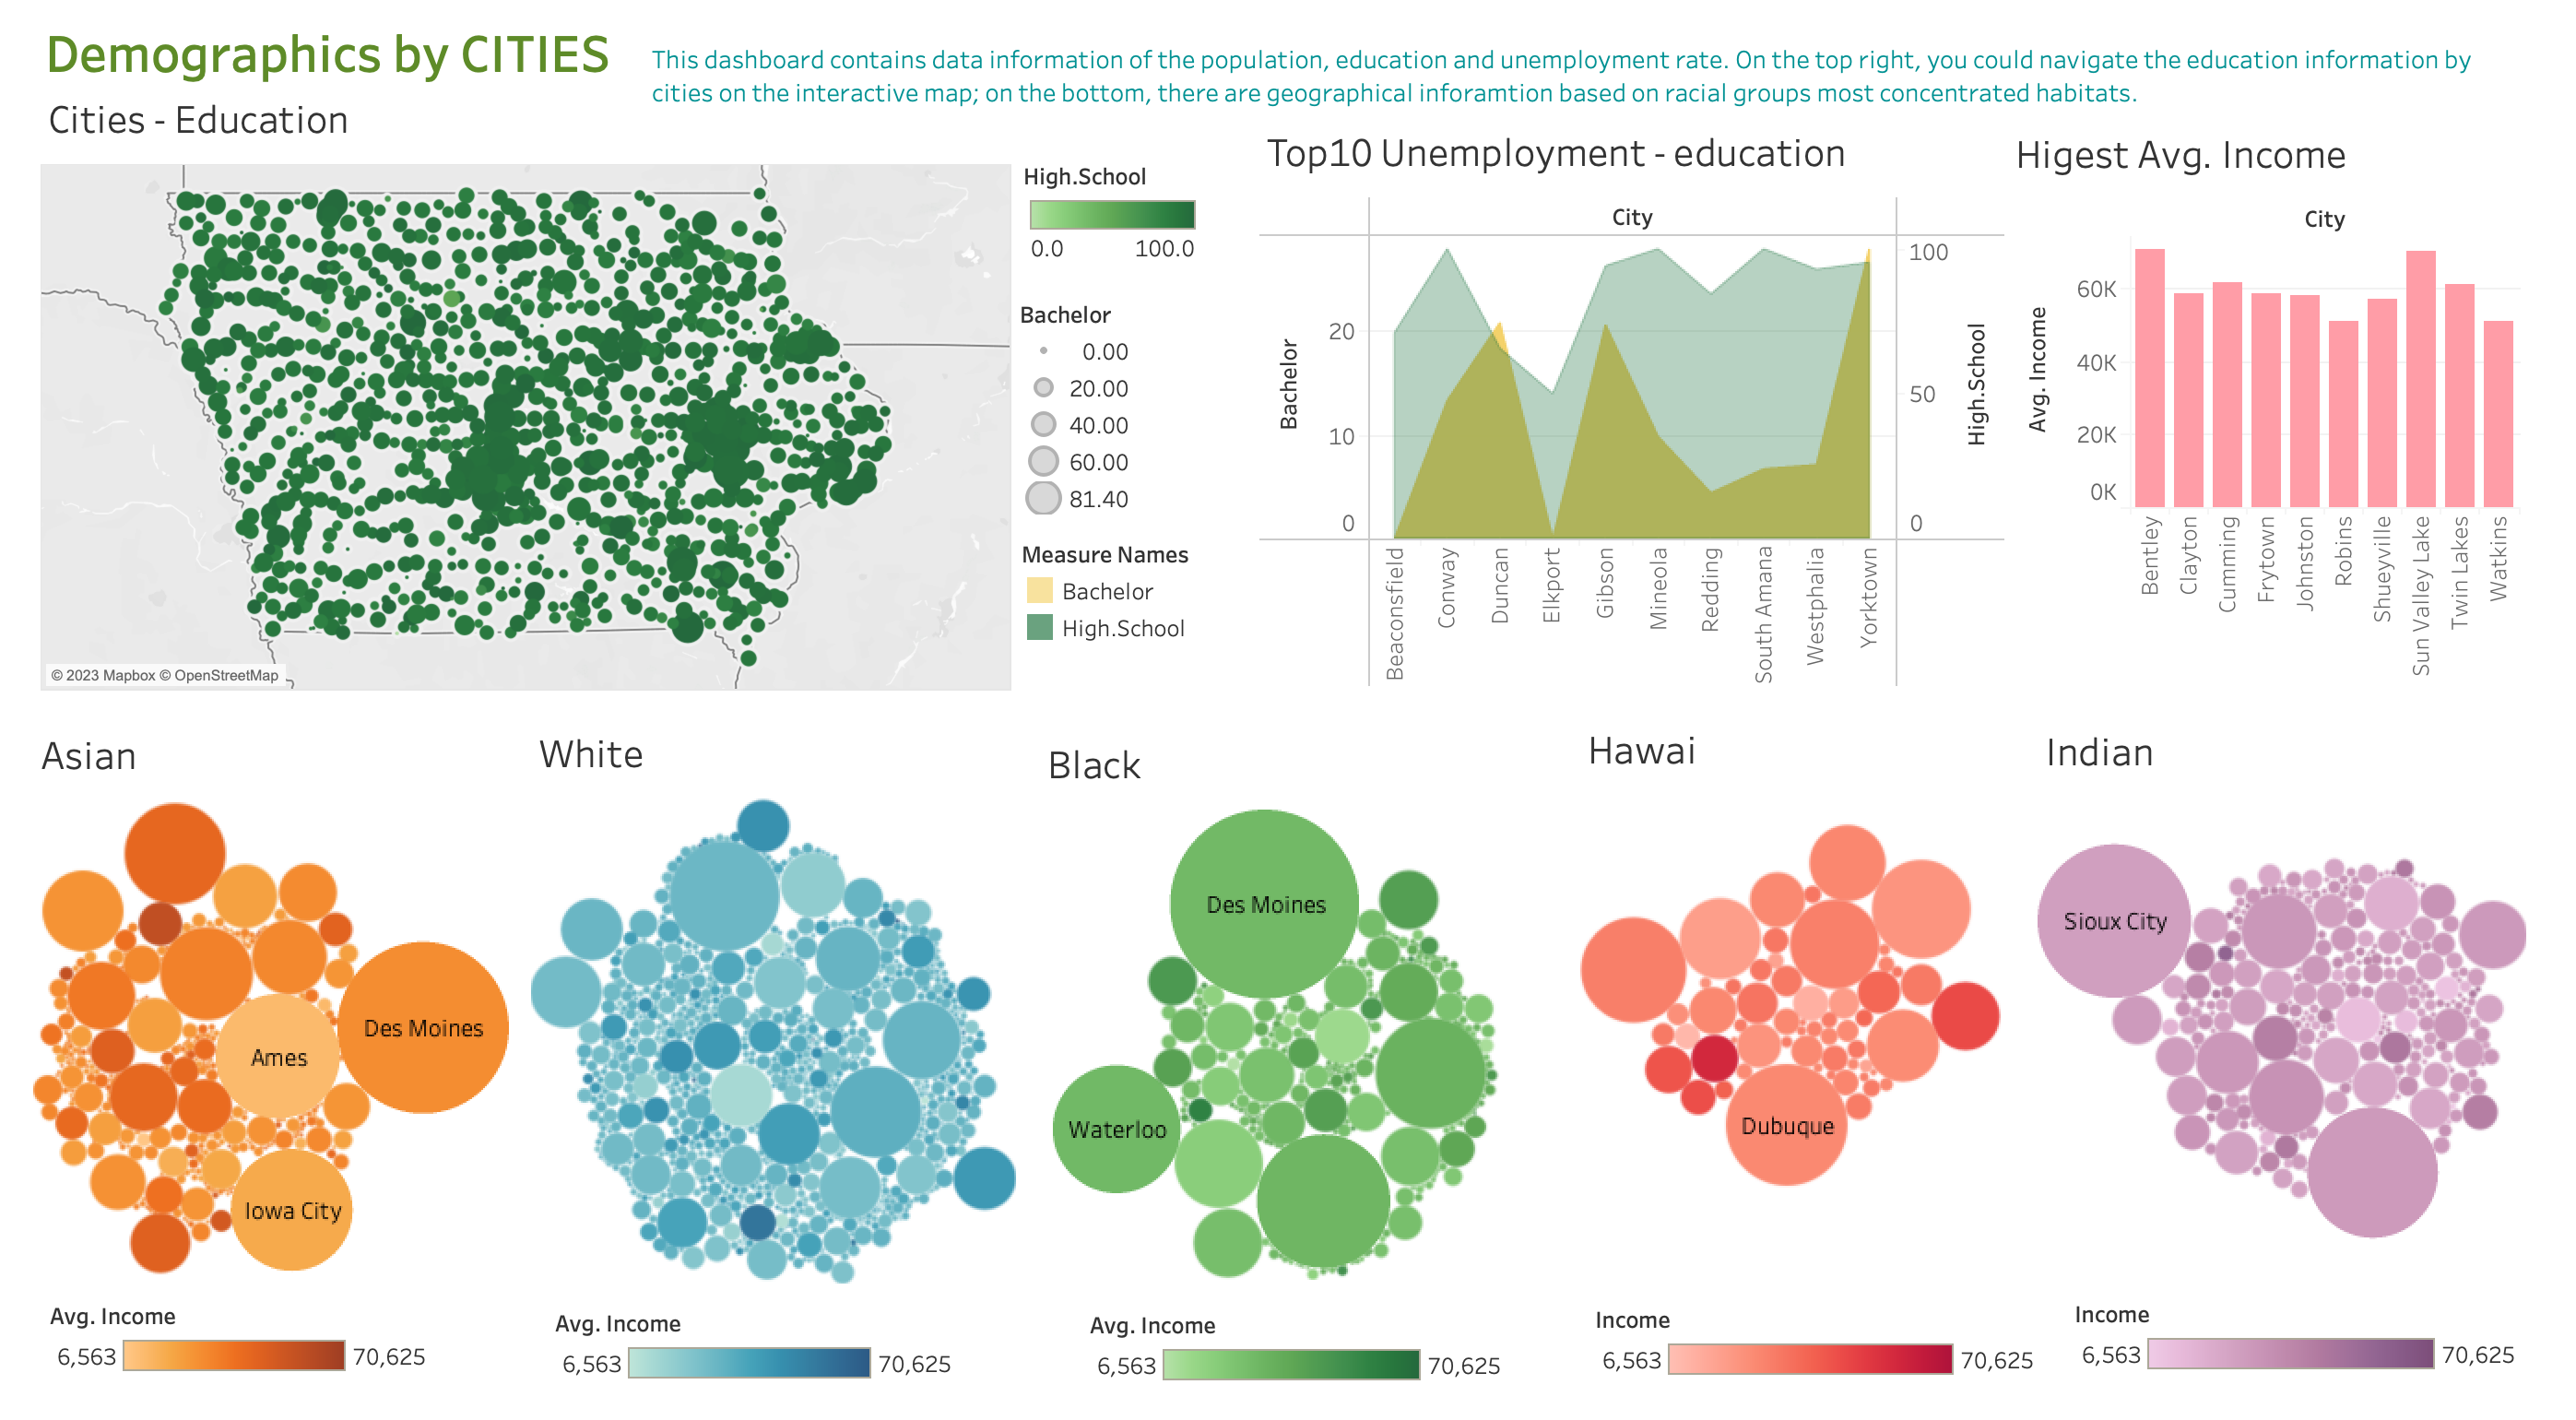 Demographics by CITIES
This dashboard contains data information of the population, education and unemployment rate. On the top right, you could navigate the education information by
cities on the interactive map; on the bottom, there are geographical inforamtion based on racial groups most concentrated habitats.
Cities - Education
© 2023 Mapbox © OpenStreetMap
High.School
0.0 100.0
Bachelor
0.00
20.00
40.00
60.00
81.40
Measure Names
Bachelor
High.School
Top10 Unemployment - education
City
Bachelor
20
10
0
High.School
100
50
0
Beaconsfield
Conway
Duncan
Elkport
Gibson
Mineola
Redding
South Amana
Westphalia
Yorktown
Higest Avg. Income
City
Avg. Income
60K
40K
20K
0K
Bentley
Clayton
Cumming
Frytown
Johnston
Robins
Shueyville
Sun Valley Lake
Twin Lakes
Watkins
Asian
Des Moines
Ames
Iowa City
Avg. Income
6,563 70,625
White
Avg. Income
6,563 70,625
Black
Des Moines
Waterloo
Avg. Income
6,563 70,625
Hawai
Dubuque
Income
6,563 70,625
Indian
Sioux City
Income
6,563 70,625